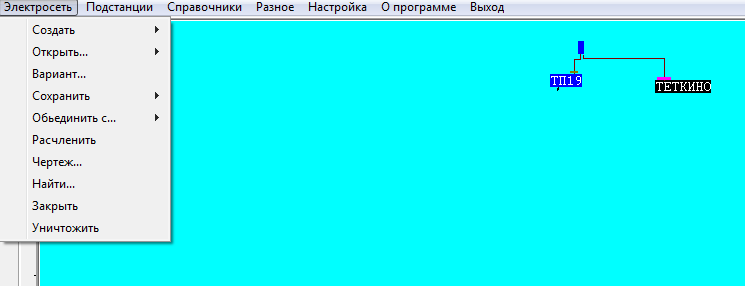 Электросеть Подстанции Справочники Разное Настройка О программе Выход
Создать
Открыть...
Вариант...
Сохранить
Обьединить с...
Расчленить
Чертеж...
Найти...
Закрыть
Уничтожить
ТП19
ТЕТКИНО